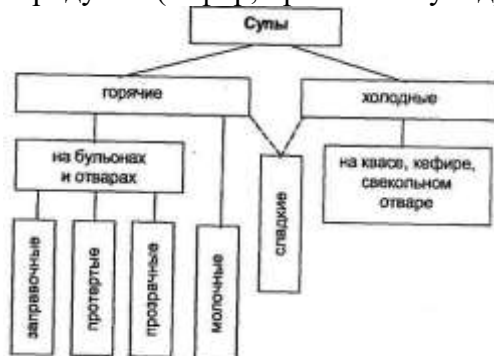 Супы
горячие
холодные
на бульонах
и отварах
сладкие
на квасе, кефире,
свекольном
отваре
заправочные
протертые
прозрачные
молочные